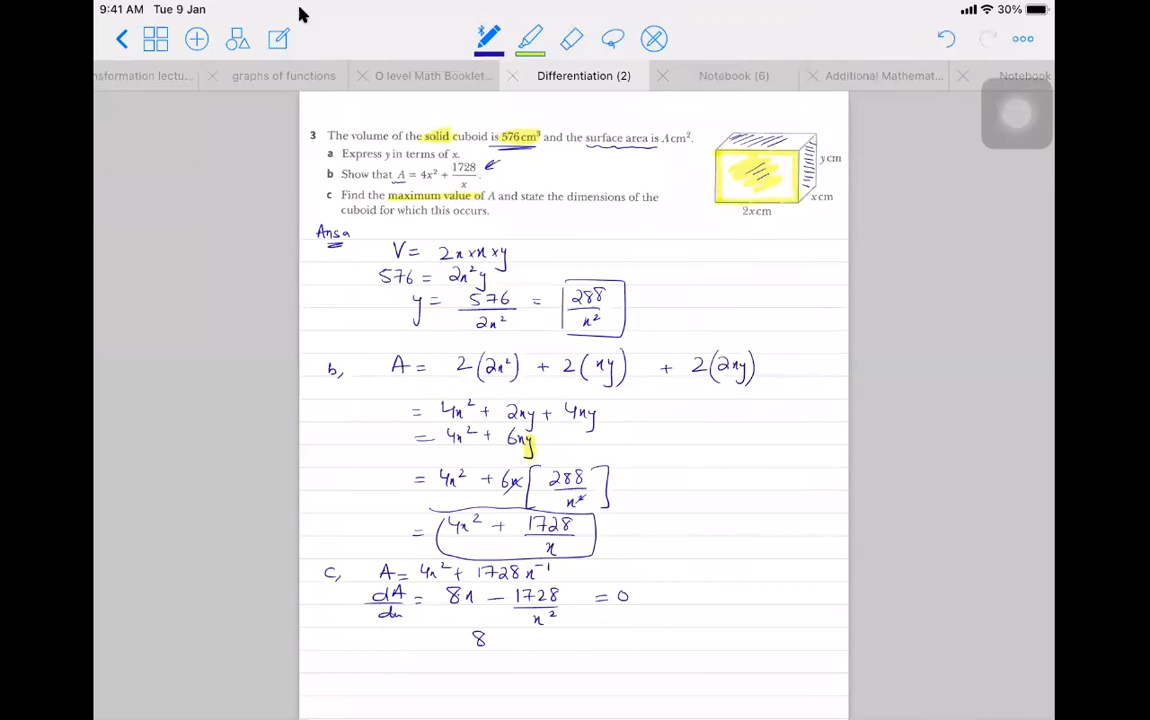 9:41 AM Tue 9 Jan
30%
nsformation lectu...
graphs of functions
O level Math Booklet...
Differentiation (2)
Notebook (6)
Additional Mathemat...
Notebook
3 The volume of the solid cuboid is 576 cm³ and the surface area is A cm².
a Express y in terms of x.
b Show that A = 4x² + 1728/x.
c Find the maximum value of A and state the dimensions of the
cuboid for which this occurs.
y cm
x cm
2x cm
Ans a
V = 2x × x × y
576 = 2x²y
y = 576/2x² = 288/x²
b, A = 2(2x²) + 2(xy) + 2(2xy)
= 4x² + 2xy + 4xy
= 4x² + 6xy
= 4x² + 6x [288/x²]
= 4x² + 1728/x
c, A = 4x² + 1728x⁻¹
dA/dx = 8x − 1728/x² = 0
8